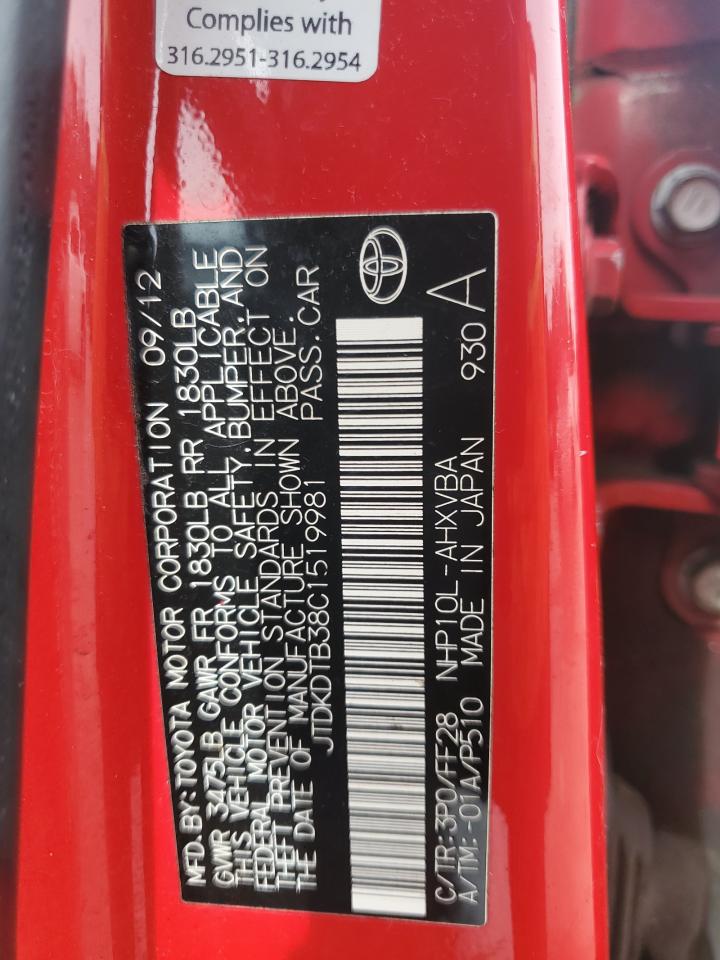 Complies with
316.2951-316.2954
MFD.BY:TOYOTA MOTOR CORPORATION 09/12
GVWR 3475LB GAWR FR 1830LB RR 1830LB
THIS VEHICLE CONFORMS TO ALL APPLICABLE
FEDERAL MOTOR VEHICLE SAFETY,BUMPER,AND
THEFT PREVENTION STANDARDS IN EFFECT ON
THE DATE OF MANUFACTURE SHOWN ABOVE.
JTDKDTB38C1519981 PASS.CAR
C/TR:3P0/FF28 NHP10L-AHXVBA 930A
A/TM:-01A/P510 MADE IN JAPAN